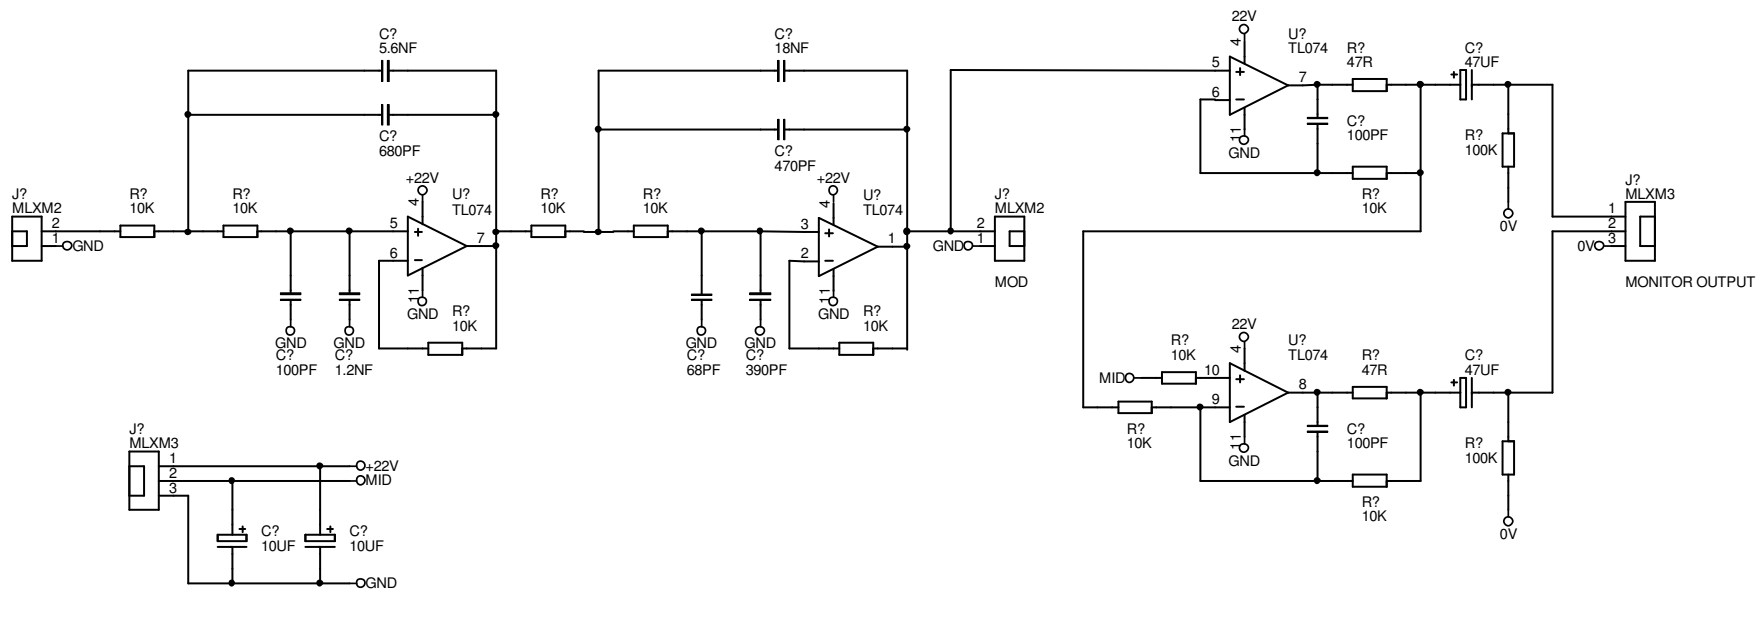 C?
5.6NF
C?
680PF
J?
MLXM2
2
1
GND
R?
10K
R?
10K
+22V
4
U?
TL074
5
+
6
−
7
11
GND
GND
C?
100PF
GND
C?
1.2NF
R?
10K
C?
18NF
C?
470PF
R?
10K
R?
10K
+22V
4
U?
TL074
3
+
2
−
1
11
GND
GND
C?
68PF
GND
C?
390PF
R?
10K
J?
MLXM2
2
GND
1
MOD
22V
4
U?
TL074
5
+
6
−
7
11
GND
R?
47R
C?
100PF
R?
10K
C?
47UF
+
R?
100K
0V
J?
MLXM3
1
2
0V
3
MONITOR OUTPUT
22V
4
U?
TL074
R?
10K
MID
10
+
9
−
8
11
GND
R?
10K
R?
47R
C?
100PF
R?
10K
C?
47UF
+
R?
100K
0V
J?
MLXM3
1
2
3
+22V
MID
+
C?
10UF
+
C?
10UF
GND